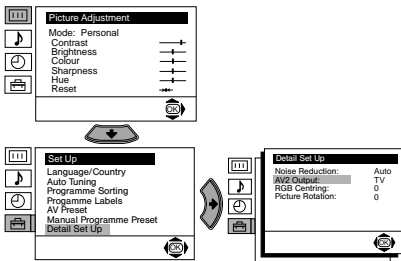 Picture Adjustment
Mode: Personal
Contrast
Brightness
Colour
Sharpness
Hue
Reset
OK
Set Up
Language/Country
Auto Tuning
Programme Sorting
Progamme Labels
AV Preset
Manual Programme Preset
Detail Set Up
OK
Detail Set Up
Noise Reduction: Auto
AV2 Output: TV
RGB Centring: 0
Picture Rotation: 0
OK